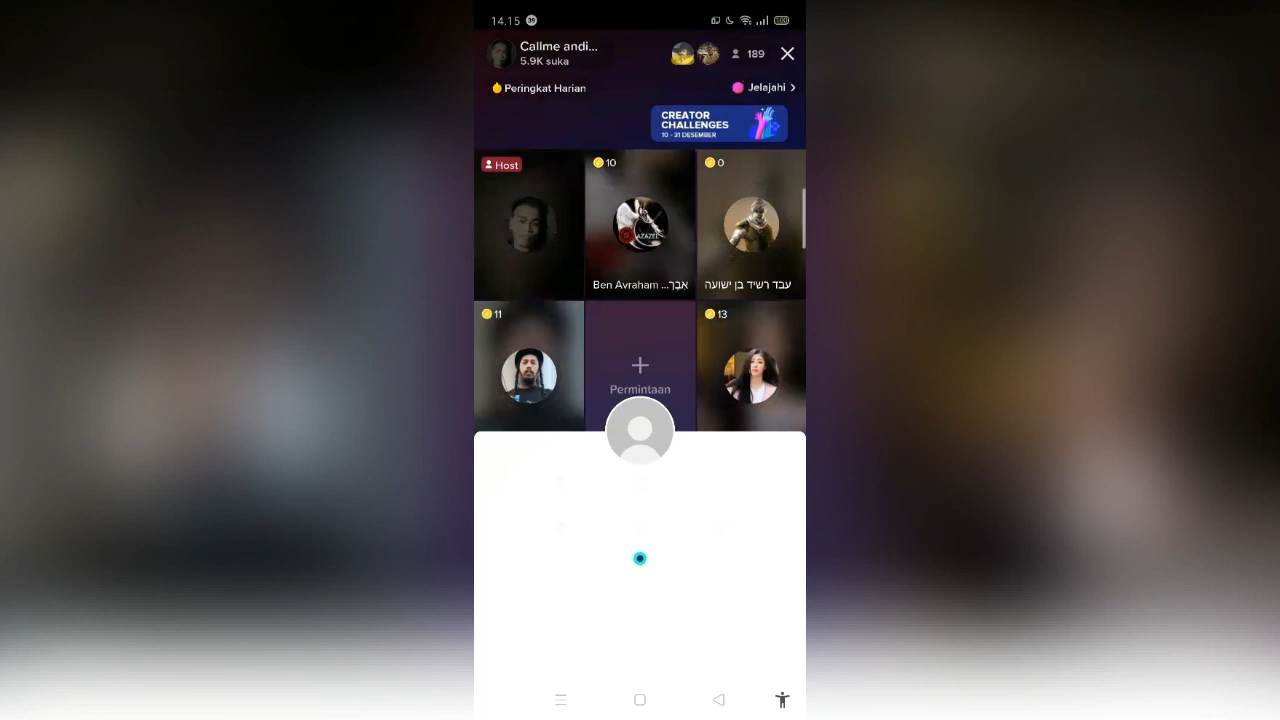 14.15
Callme andi...
5.9K suka
189
Peringkat Harian
Jelajahi
CREATOR
CHALLENGES
10 - 31 DESEMBER
Host
10
0
AZAZEL
Ben Avraham ...אַבְרָ
עבד רשיד בן ישועה
11
13
Permintaan